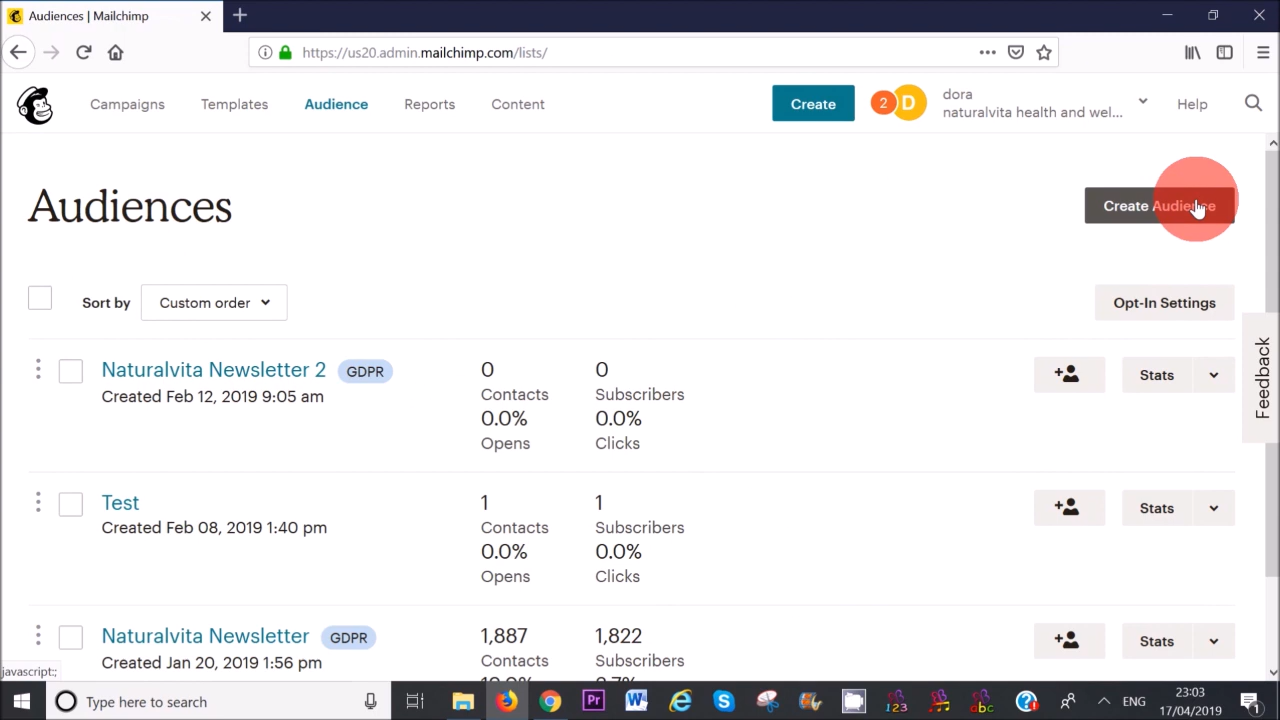 Audiences | Mailchimp
https://us20.admin.mailchimp.com/lists/
Campaigns
Templates
Audience
Reports
Content
Create
2
D
dora
naturalvita health and wel...
Help
Audiences
Create Audience
Sort by
Custom order
Opt-In Settings
Feedback
Naturalvita Newsletter 2
GDPR
Created Feb 12, 2019 9:05 am
0
Contacts
0.0%
Opens
0
Subscribers
0.0%
Clicks
Stats
Test
Created Feb 08, 2019 1:40 pm
1
Contacts
0.0%
Opens
1
Subscribers
0.0%
Clicks
Stats
Naturalvita Newsletter
GDPR
Created Jan 20, 2019 1:56 pm
1,887
Contacts
1,822
Subscribers
Stats
javascript:;
Type here to search
Pr
W
S
123
abc
ENG
23:03
17/04/2019
1